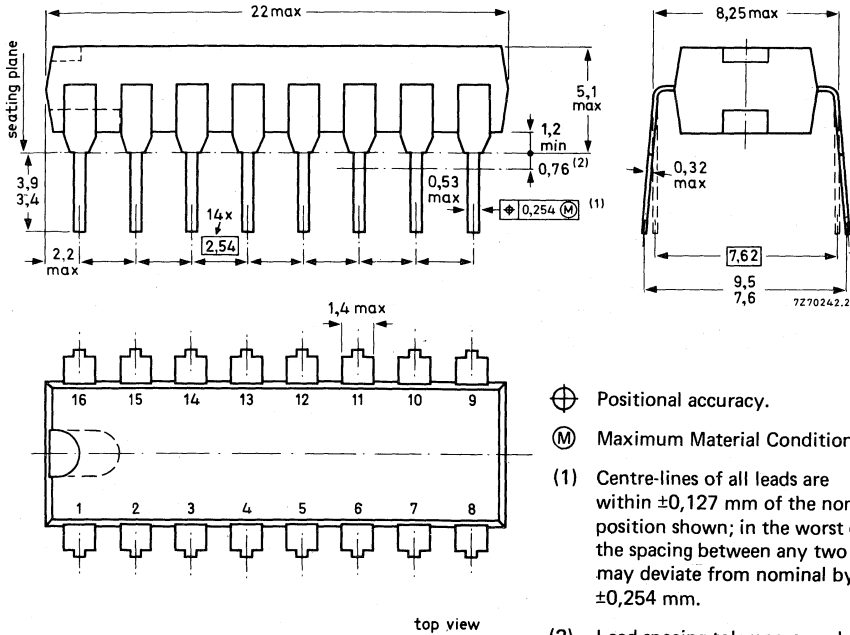 22 max
8,25 max
seating plane
5,1
max
1,2
min
0,76 (2)
3,9
3,4
0,53
max
0,254 M (1)
0,32
max
14x
2,54
2,2
max
7,62
9,5
7,6
7Z70242.2
1,4 max
16 15 14 13 12 11 10 9
1 2 3 4 5 6 7 8
top view
Positional accuracy.
M Maximum Material Condition
(1) Centre-lines of all leads are
within ±0,127 mm of the
position shown; in the worst
the spacing between any two
may deviate from nominal by
±0,254 mm.